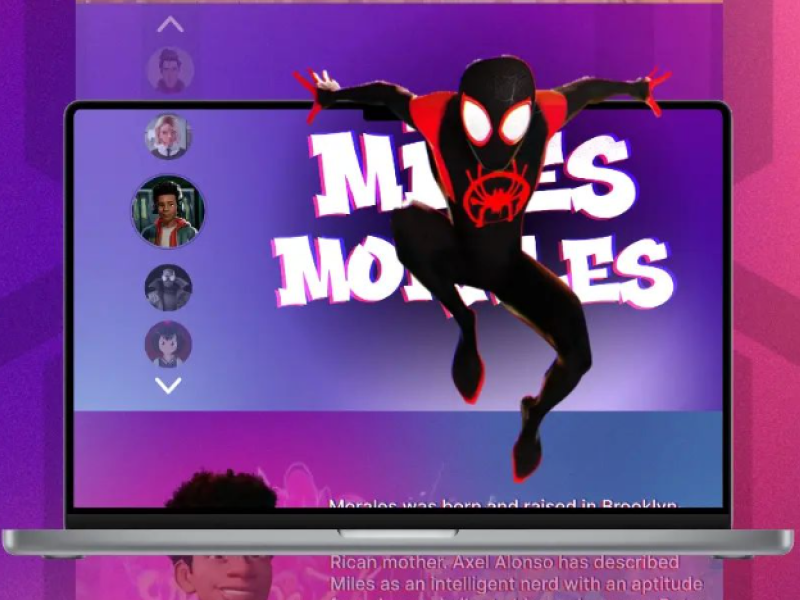 MiLES
MORALES
Morales was born and raised in Brooklyn
Rican mother. Axel Alonso has described
Miles as an intelligent nerd with an aptitude